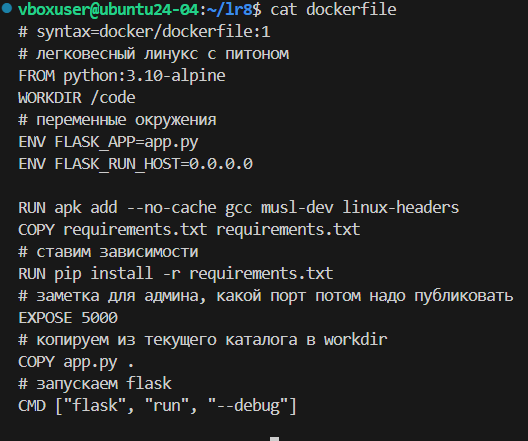 vboxuser@ubuntu24-04:~/lr8$ cat dockerfile
# syntax=docker/dockerfile:1
# легковесный линукс с питоном
FROM python:3.10-alpine
WORKDIR /code
# переменные окружения
ENV FLASK_APP=app.py
ENV FLASK_RUN_HOST=0.0.0.0

RUN apk add --no-cache gcc musl-dev linux-headers
COPY requirements.txt requirements.txt
# ставим зависимости
RUN pip install -r requirements.txt
# заметка для админа, какой порт потом надо публиковать
EXPOSE 5000
# копируем из текущего каталога в workdir
COPY app.py .
# запускаем flask
CMD ["flask", "run", "--debug"]